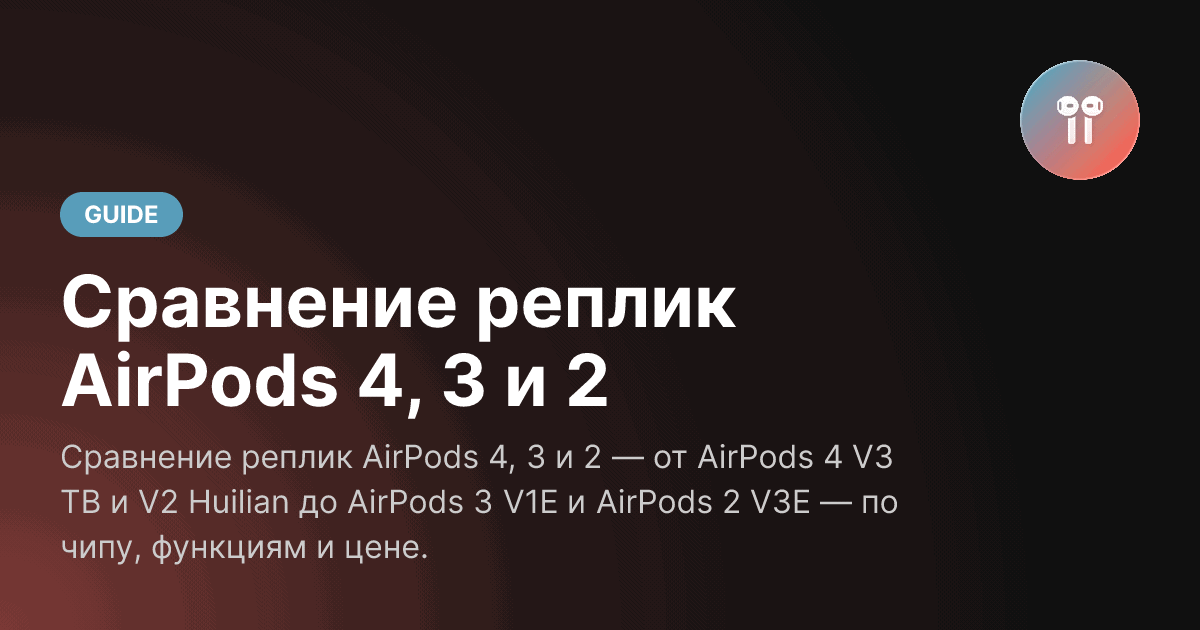 GUIDE
Сравнение реплик
AirPods 4, 3 и 2
Сравнение реплик AirPods 4, 3 и 2 — от AirPods 4 V3
TB и V2 Huilian до AirPods 3 V1E и AirPods 2 V3E — по
чипу, функциям и цене.